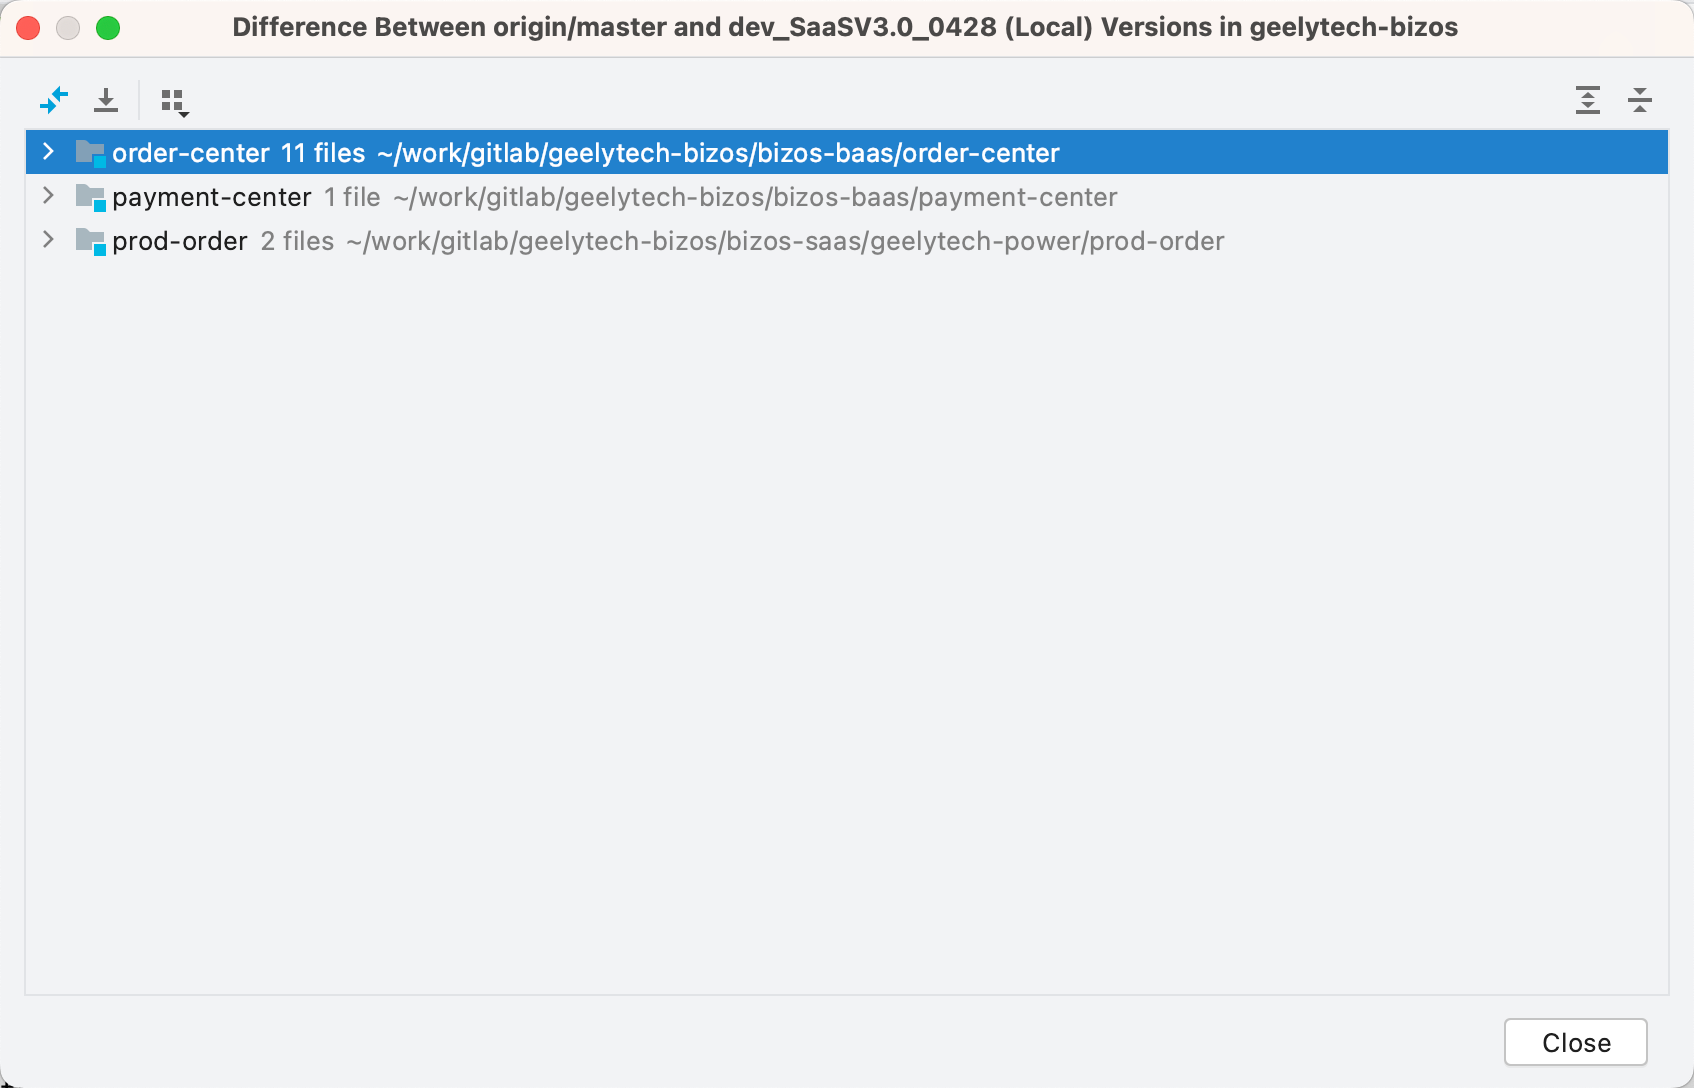 Difference Between origin/master and dev_SaaSV3.0_0428 (Local) Versions in geelytech-bizos
order-center 11 files ~/work/gitlab/geelytech-bizos/bizos-baas/order-center
payment-center 1 file ~/work/gitlab/geelytech-bizos/bizos-baas/payment-center
prod-order 2 files ~/work/gitlab/geelytech-bizos/bizos-saas/geelytech-power/prod-order
Close